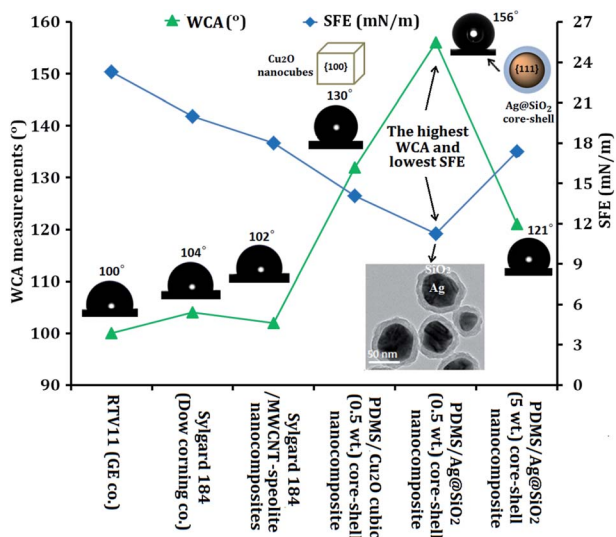 WCA (°)
SFE (mN/m)
WCA measurements (°)
160
150
140
130
120
110
100
90
SFE (mN/m)
27
24
21
18
15
12
9
6
3
0
Cu2O
nanocubes
{100}
130°
156°
{111}
Ag@SiO2
core-shell
The highest
WCA and
lowest SFE
100°
104°
102°
121°
SiO2
Ag
50 nm
RTV11 (GE co.)
Sylgard 184
(Dow corning co.)
Sylgard 184
/MWCNT-speolite
nanocomposites
PDMS/Cu2O cubic
(0.5 wt.) core-shell
nanocomposite
PDMS/Ag@SiO2
(0.5 wt.) core-shell
nanocomposite
PDMS/Ag@SiO2
(5 wt.) core-shell
nanocomposite